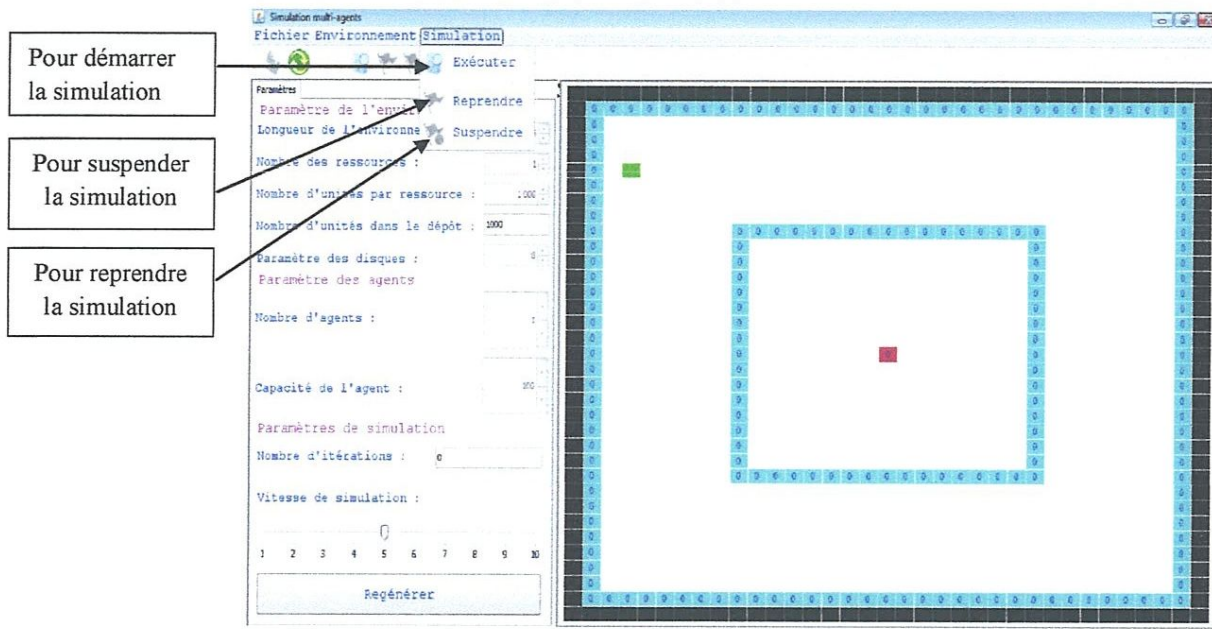 Simulation multi-agents
Fichier Environnement Simulation
Pour démarrer
la simulation
Pour suspender
la simulation
Pour reprendre
la simulation
Exécuter
Reprendre
Suspendre
Paramètres
Paramètre de l'envir
Longueur de l'environne
Nombre des ressources : 1
Nombre d'unités par ressource : 1000
Nombre d'unités dans le dépôt : 1000
Paramètre des disques :
Paramètre des agents
Nombre d'agents :
Capacité de l'agent : 100
Paramètres de simulation
Nombre d'itérations : 0
Vitesse de simulation :
1 2 3 4 5 6 7 8 9 10
Regénérer